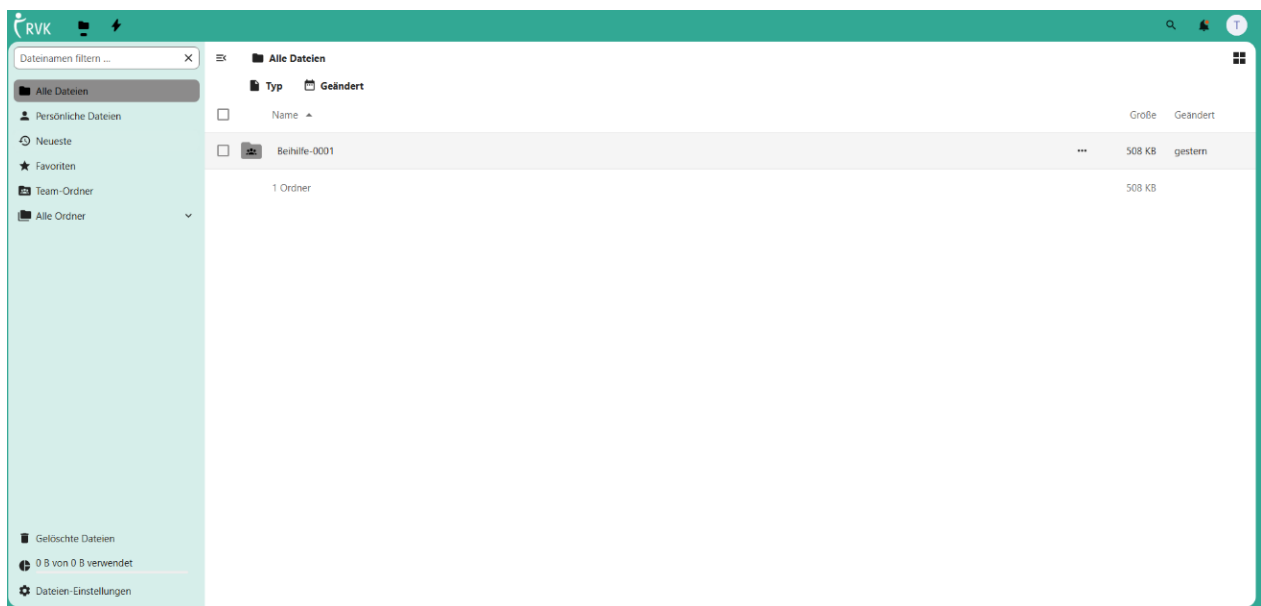 RVK
T
Dateinamen filtern ...
Alle Dateien
Alle Dateien
Typ Geändert
Persönliche Dateien
Name Größe Geändert
Neueste
Beihilfe-0001 ... 508 KB gestern
Favoriten
Team-Ordner
1 Ordner 508 KB
Alle Ordner
Gelöschte Dateien
0 B von 0 B verwendet
Dateien-Einstellungen